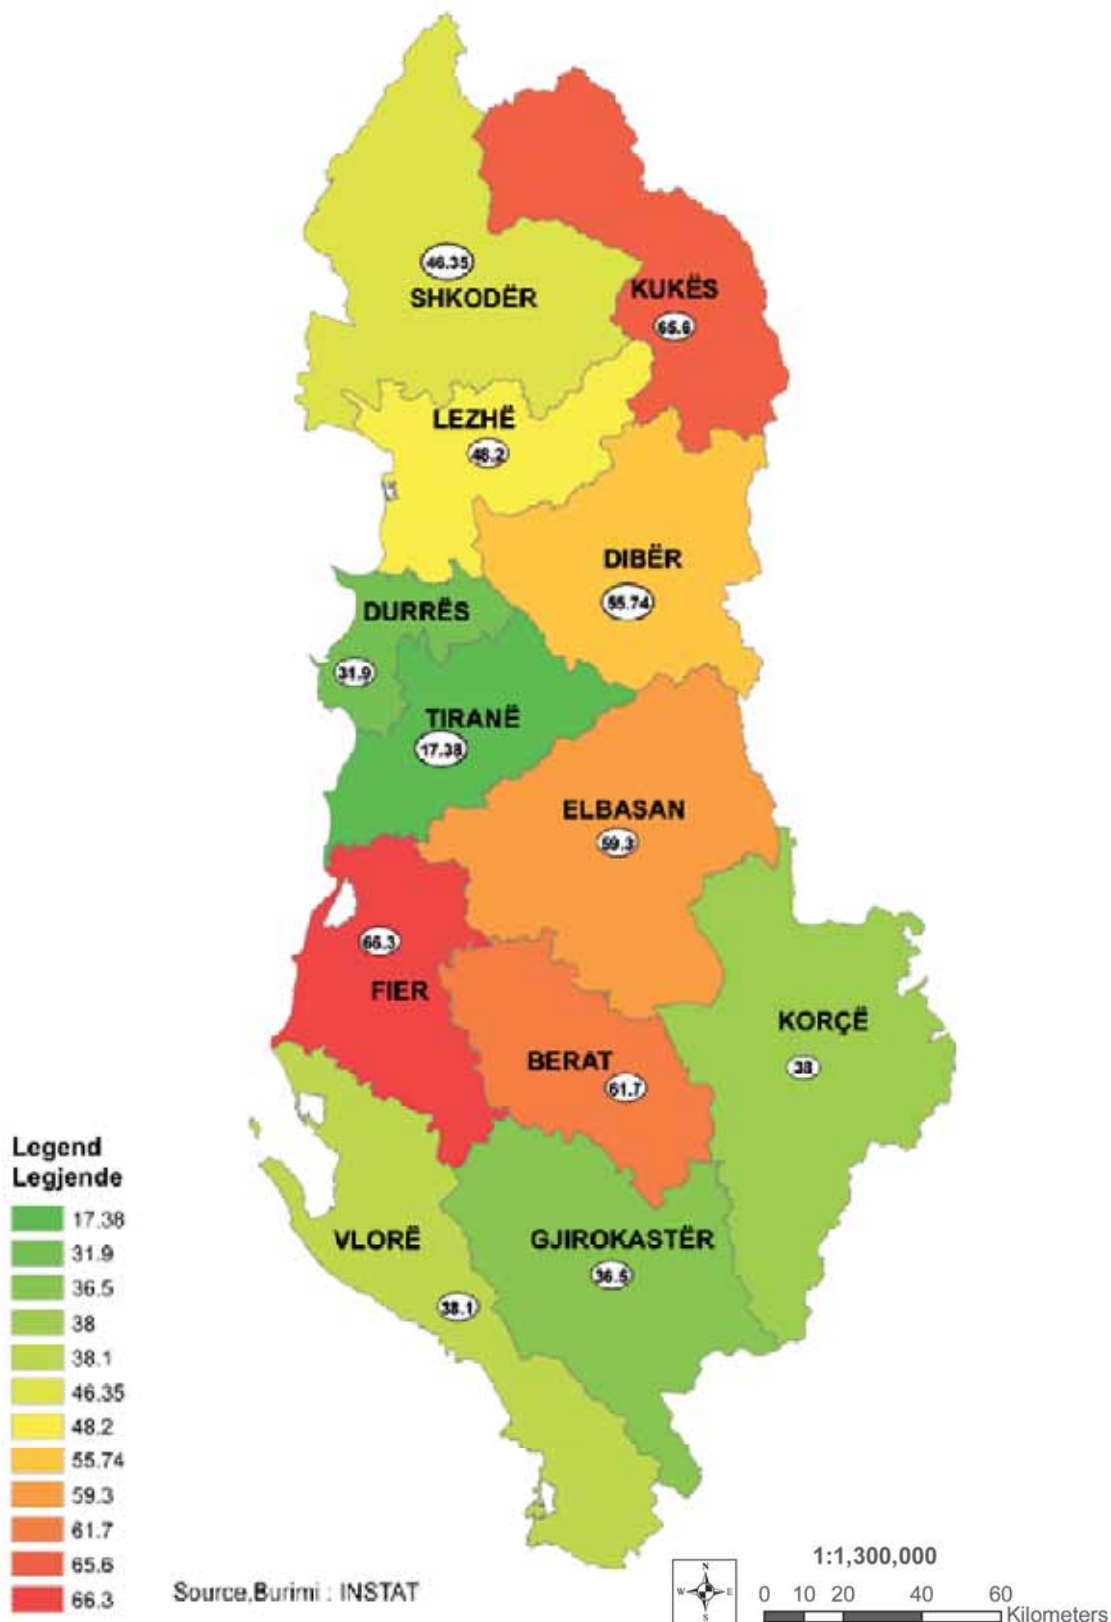 46.35
SHKODËR
KUKËS
65.6
LEZHË
48.2
DIBËR
55.74
DURRËS
31.9
TIRANË
17.38
ELBASAN
59.3
66.3
FIER
KORÇË
38
BERAT
61.7
VLORË
38.1
GJIROKASTËR
36.5
Legend
Legjende
17.38
31.9
36.5
38
38.1
46.35
48.2
55.74
59.3
61.7
65.6
66.3
Source,Burimi : INSTAT
N
W E
S
1:1,300,000
0 10 20 40 60
Kilometers